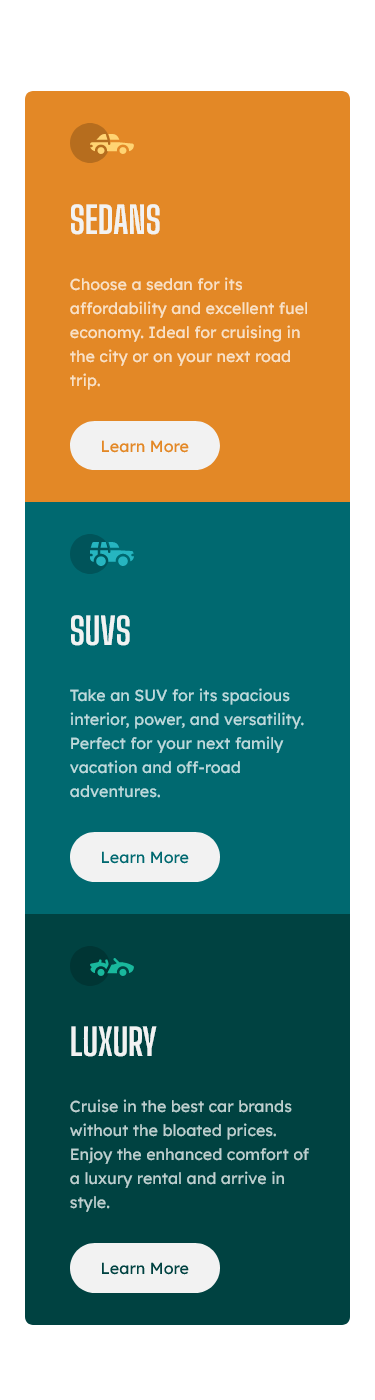 SEDANS
Choose a sedan for its
affordability and excellent fuel
economy. Ideal for cruising in
the city or on your next road
trip.
Learn More
SUVS
Take an SUV for its spacious
interior, power, and versatility.
Perfect for your next family
vacation and off-road
adventures.
Learn More
LUXURY
Cruise in the best car brands
without the bloated prices.
Enjoy the enhanced comfort of
a luxury rental and arrive in
style.
Learn More